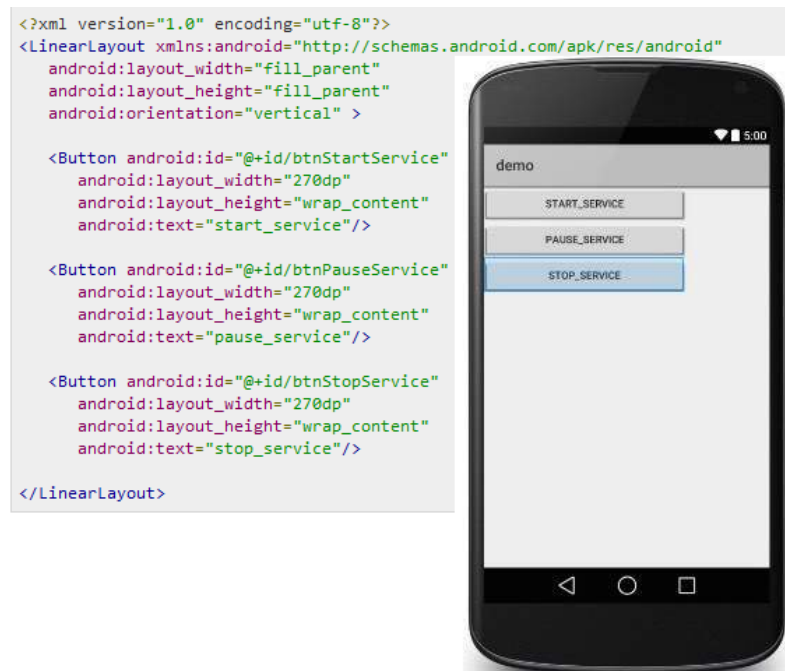 <?xml version="1.0" encoding="utf-8"?>
<LinearLayout xmlns:android="http://schemas.android.com/apk/res/android"
android:layout_width="fill_parent"
android:layout_height="fill_parent"
android:orientation="vertical" >
<Button android:id="@+id/btnStartService"
android:layout_width="270dp"
android:layout_height="wrap_content"
android:text="start_service"/>
<Button android:id="@+id/btnPauseService"
android:layout_width="270dp"
android:layout_height="wrap_content"
android:text="pause_service"/>
<Button android:id="@+id/btnStopService"
android:layout_width="270dp"
android:layout_height="wrap_content"
android:text="stop_service"/>
</LinearLayout>
5:00
demo
START_SERVICE
PAUSE_SERVICE
STOP_SERVICE